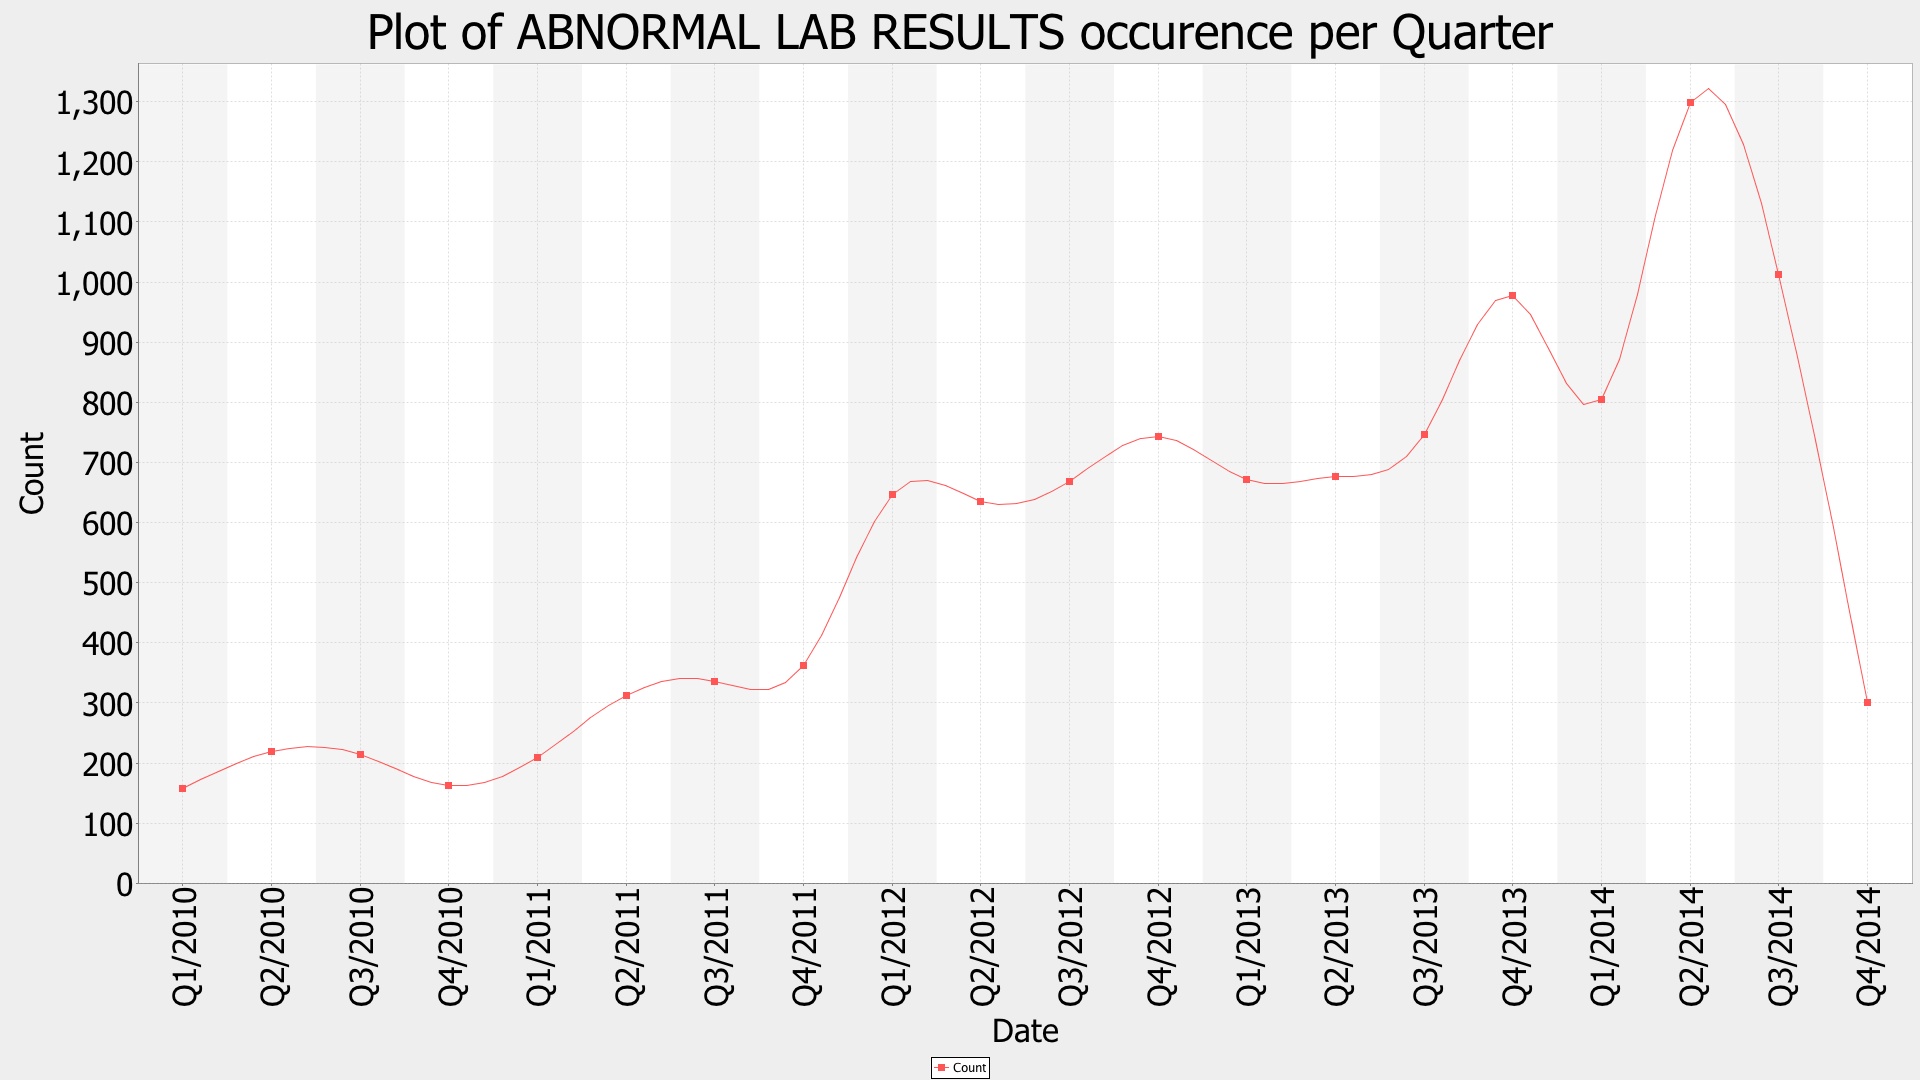 Plot of ABNORMAL LAB RESULTS occurence per Quarter
1,300
1,200
1,100
1,000
900
800
700
600
500
400
300
200
100
0
Count
Q1/2010
Q2/2010
Q3/2010
Q4/2010
Q1/2011
Q2/2011
Q3/2011
Q4/2011
Q1/2012
Q2/2012
Q3/2012
Q4/2012
Q1/2013
Q2/2013
Q3/2013
Q4/2013
Q1/2014
Q2/2014
Q3/2014
Q4/2014
Date
Count